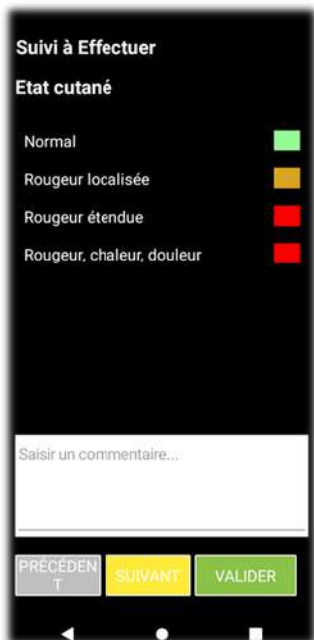 Suivi à Effectuer
Etat cutané
Normal
Rougeur localisée
Rougeur étendue
Rougeur, chaleur, douleur
Saisir un commentaire...
PRÉCÉDEN
T
SUIVANT
VALIDER